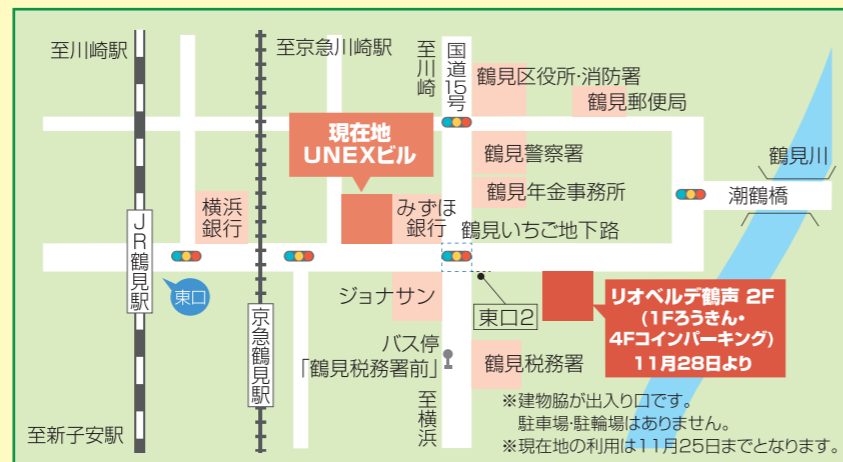 至川崎駅
至京急川崎駅
至川崎
国道15号
鶴見区役所・消防署
鶴見郵便局
現在地
UNEXビル
鶴見警察署
鶴見川
鶴見年金事務所
潮鶴橋
横浜
銀行
みずほ
銀行
鶴見いちご地下路
JR鶴見駅
東口
京急鶴見駅
ジョナサン
東口2
リオベルデ鶴声 2F
(1Fろうきん・
4Fコインパーキング)
11月28日より
バス停
「鶴見税務署前」
鶴見税務署
至横浜
至新子安駅
※建物脇が出入り口です。
駐車場・駐輪場はありません。
※現在地の利用は11月25日までとなります。